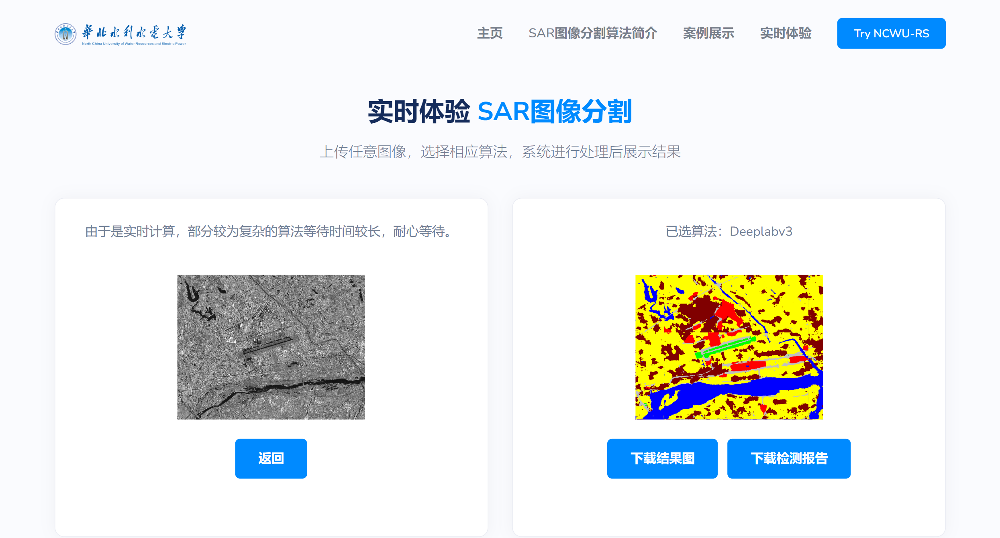 華北水利水電大学
North China University of Water Resources and Electric Power
主页
SAR图像分割算法简介
案例展示
实时体验
Try NCWU-RS
实时体验 SAR图像分割
上传任意图像，选择相应算法，系统进行处理后展示结果
由于是实时计算，部分较为复杂的算法等待时间较长，耐心等待。
返回
已选算法：Deeplabv3
下载结果图
下载检测报告